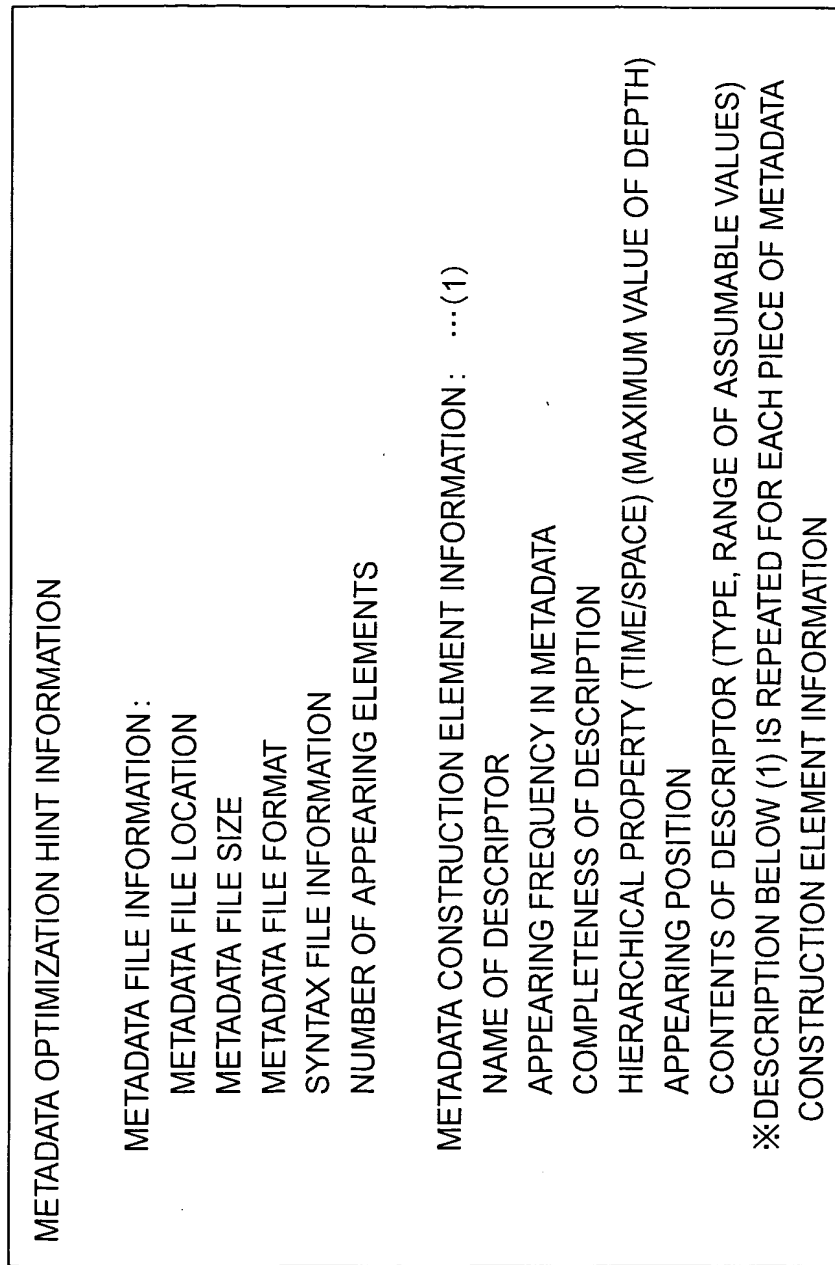 METADATA OPTIMIZATION HINT INFORMATION
METADATA FILE INFORMATION:
METADATA FILE LOCATION
METADATA FILE SIZE
METADATA FILE FORMAT
SYNTAX FILE INFORMATION
NUMBER OF APPEARING ELEMENTS
METADATA CONSTRUCTION ELEMENT INFORMATION: ···(1)
NAME OF DESCRIPTOR
APPEARING FREQUENCY IN METADATA
COMPLETENESS OF DESCRIPTION
HIERARCHICAL PROPERTY (TIME/SPACE) (MAXIMUM VALUE OF DEPTH)
APPEARING POSITION
CONTENTS OF DESCRIPTOR (TYPE, RANGE OF ASSUMABLE VALUES)
※DESCRIPTION BELOW (1) IS REPEATED FOR EACH PIECE OF METADATA
CONSTRUCTION ELEMENT INFORMATION